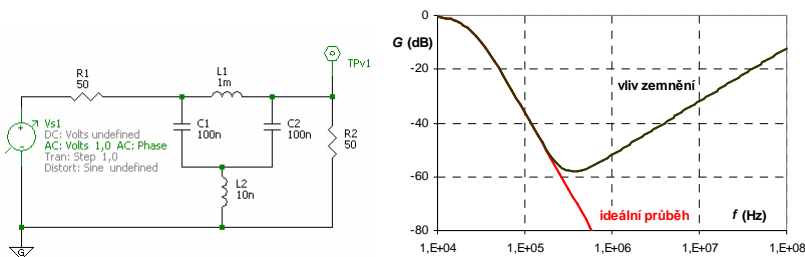 R1
50
L1
1m
TPv1
C1
100n
C2
100n
R2
50
Vs1
DC: Volts undefined
AC: Volts 1,0 AC: Phase
Tran: Step 1,0
Distort: Sine undefined
L2
10n
G
G (dB)
0
-20
-40
-60
-80
vliv zemnění
ideální průběh
f (Hz)
1,E+04
1,E+05
1,E+06
1,E+07
1,E+08